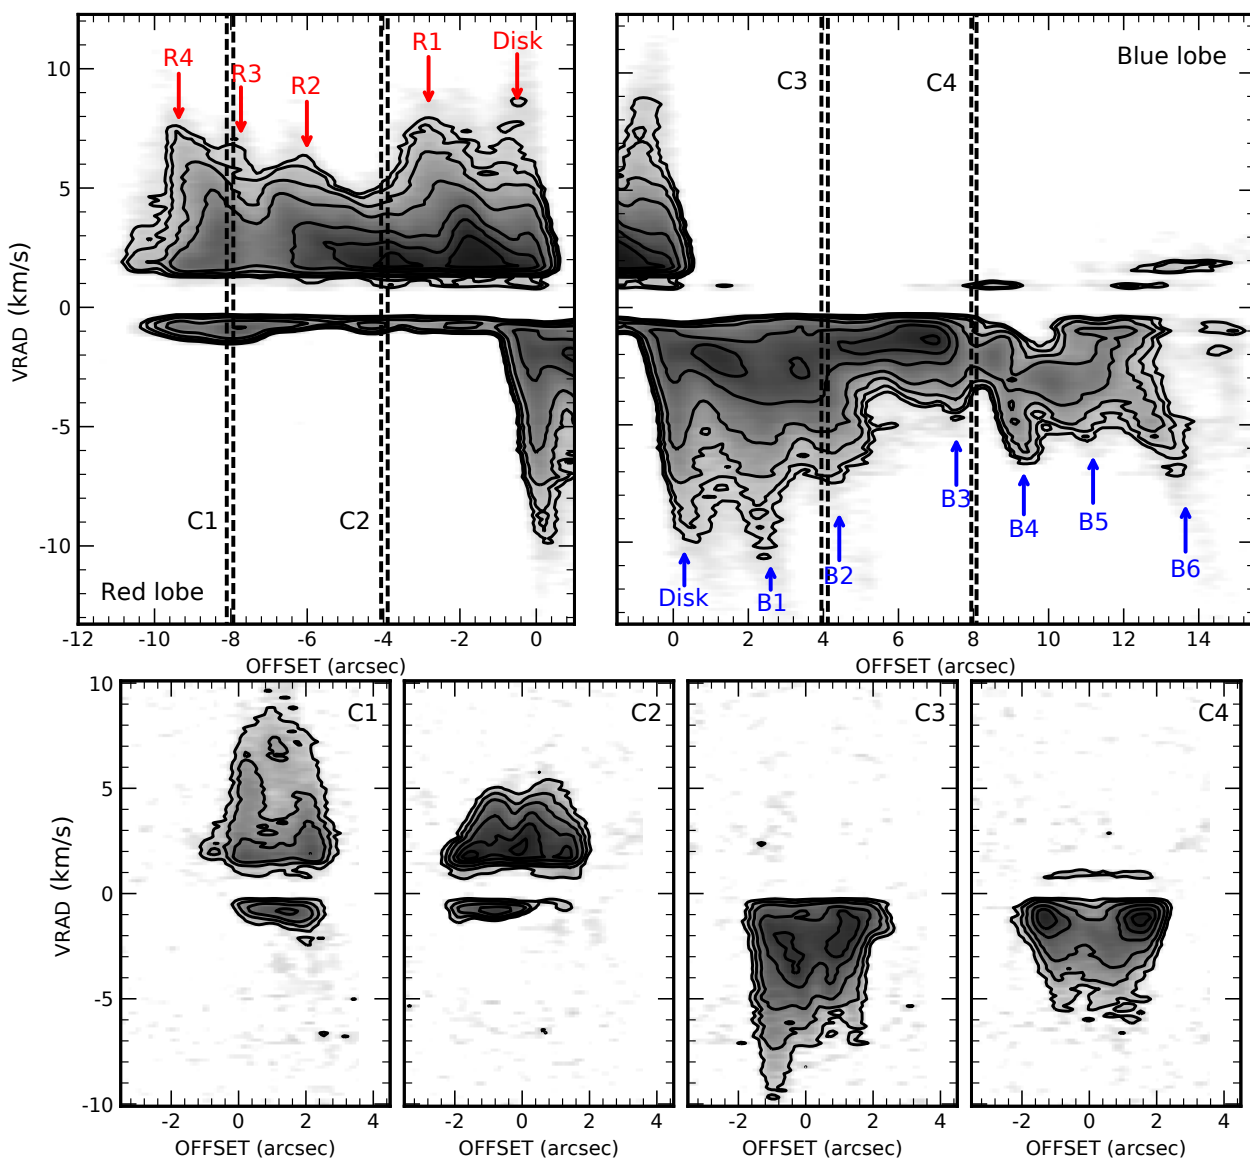 R4
R3
R2
R1
Disk
C3
C4
Blue lobe
10
5
0
-5
-10
VRAD (km/s)
C1
C2
Red lobe
B3
B4
B5
B2
B6
Disk
B1
-12 -10 -8 -6 -4 -2 0
0 2 4 6 8 10 12 14
OFFSET (arcsec)
OFFSET (arcsec)
10
5
0
-5
-10
VRAD (km/s)
C1
C2
C3
C4
-2 0 2 4
-2 0 2 4
-2 0 2 4
-2 0 2 4
OFFSET (arcsec)
OFFSET (arcsec)
OFFSET (arcsec)
OFFSET (arcsec)